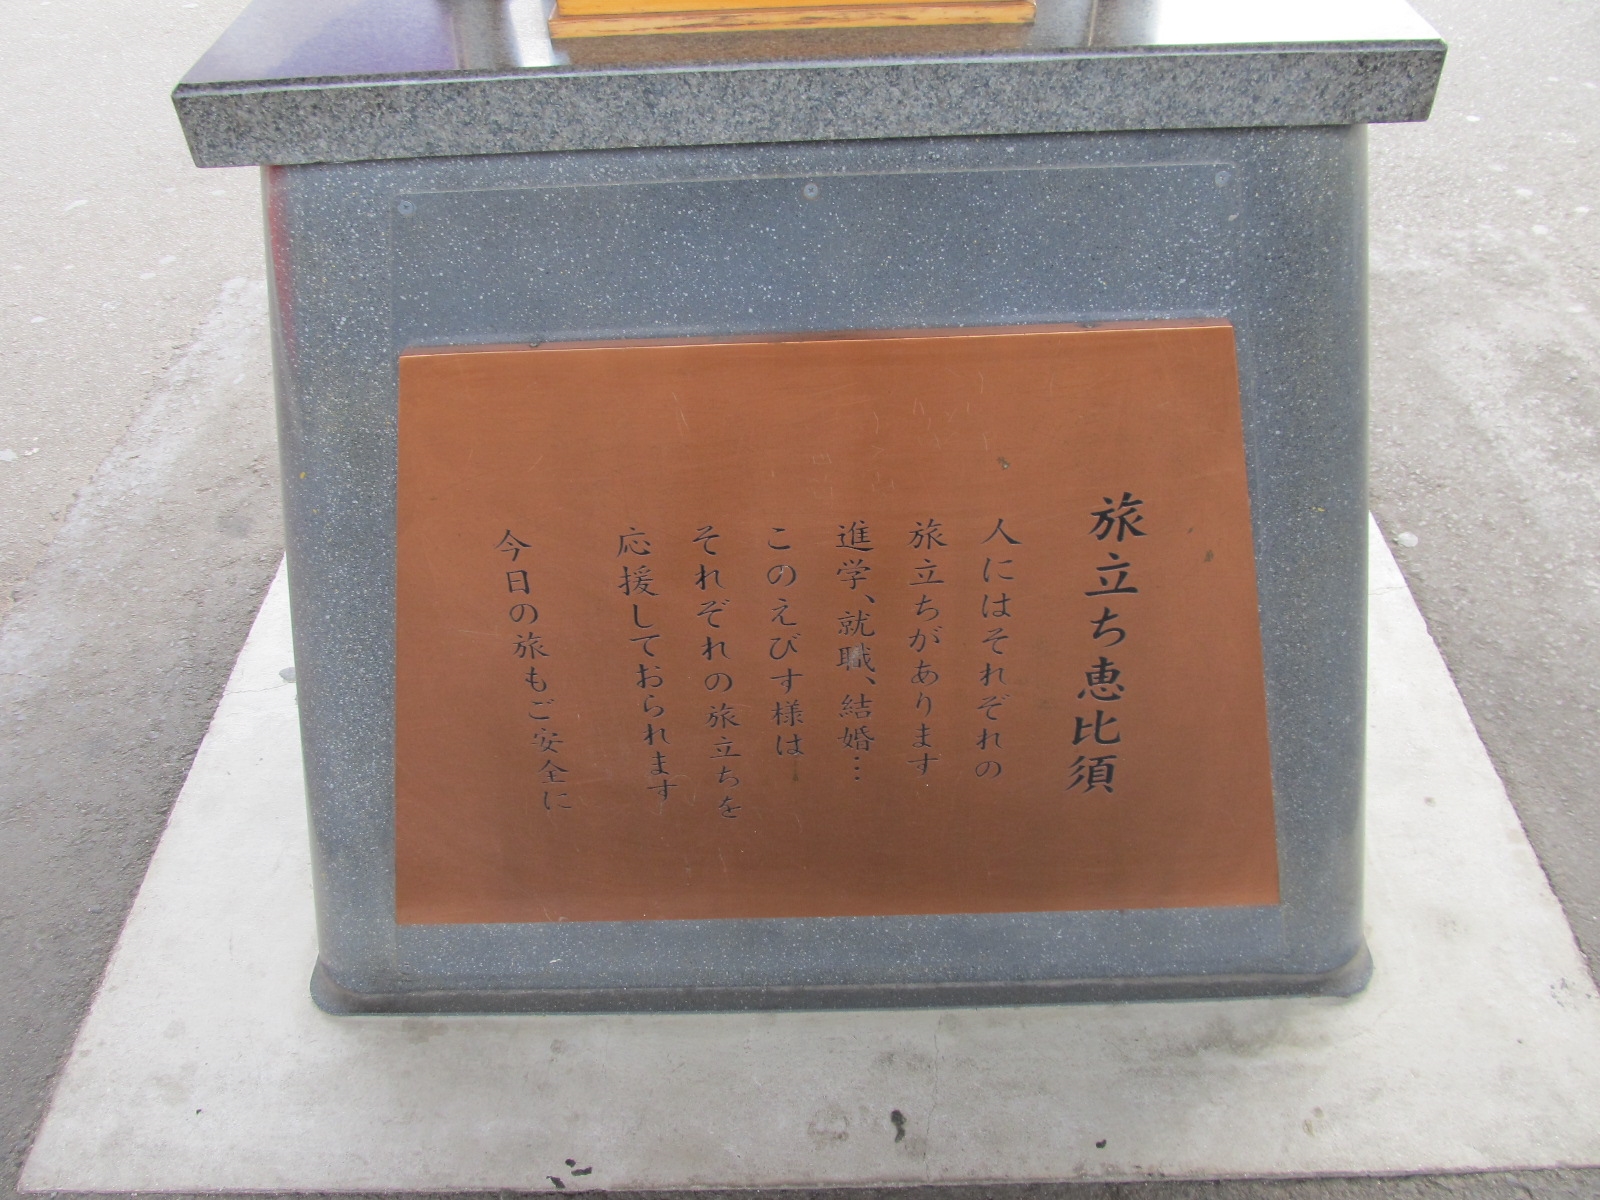 旅立ち恵比須
人にはそれぞれの
旅立ちがあります
進学、就職、結婚…
このえびす様は
それぞれの旅立ちを
応援しておられます
今日の旅もご安全に